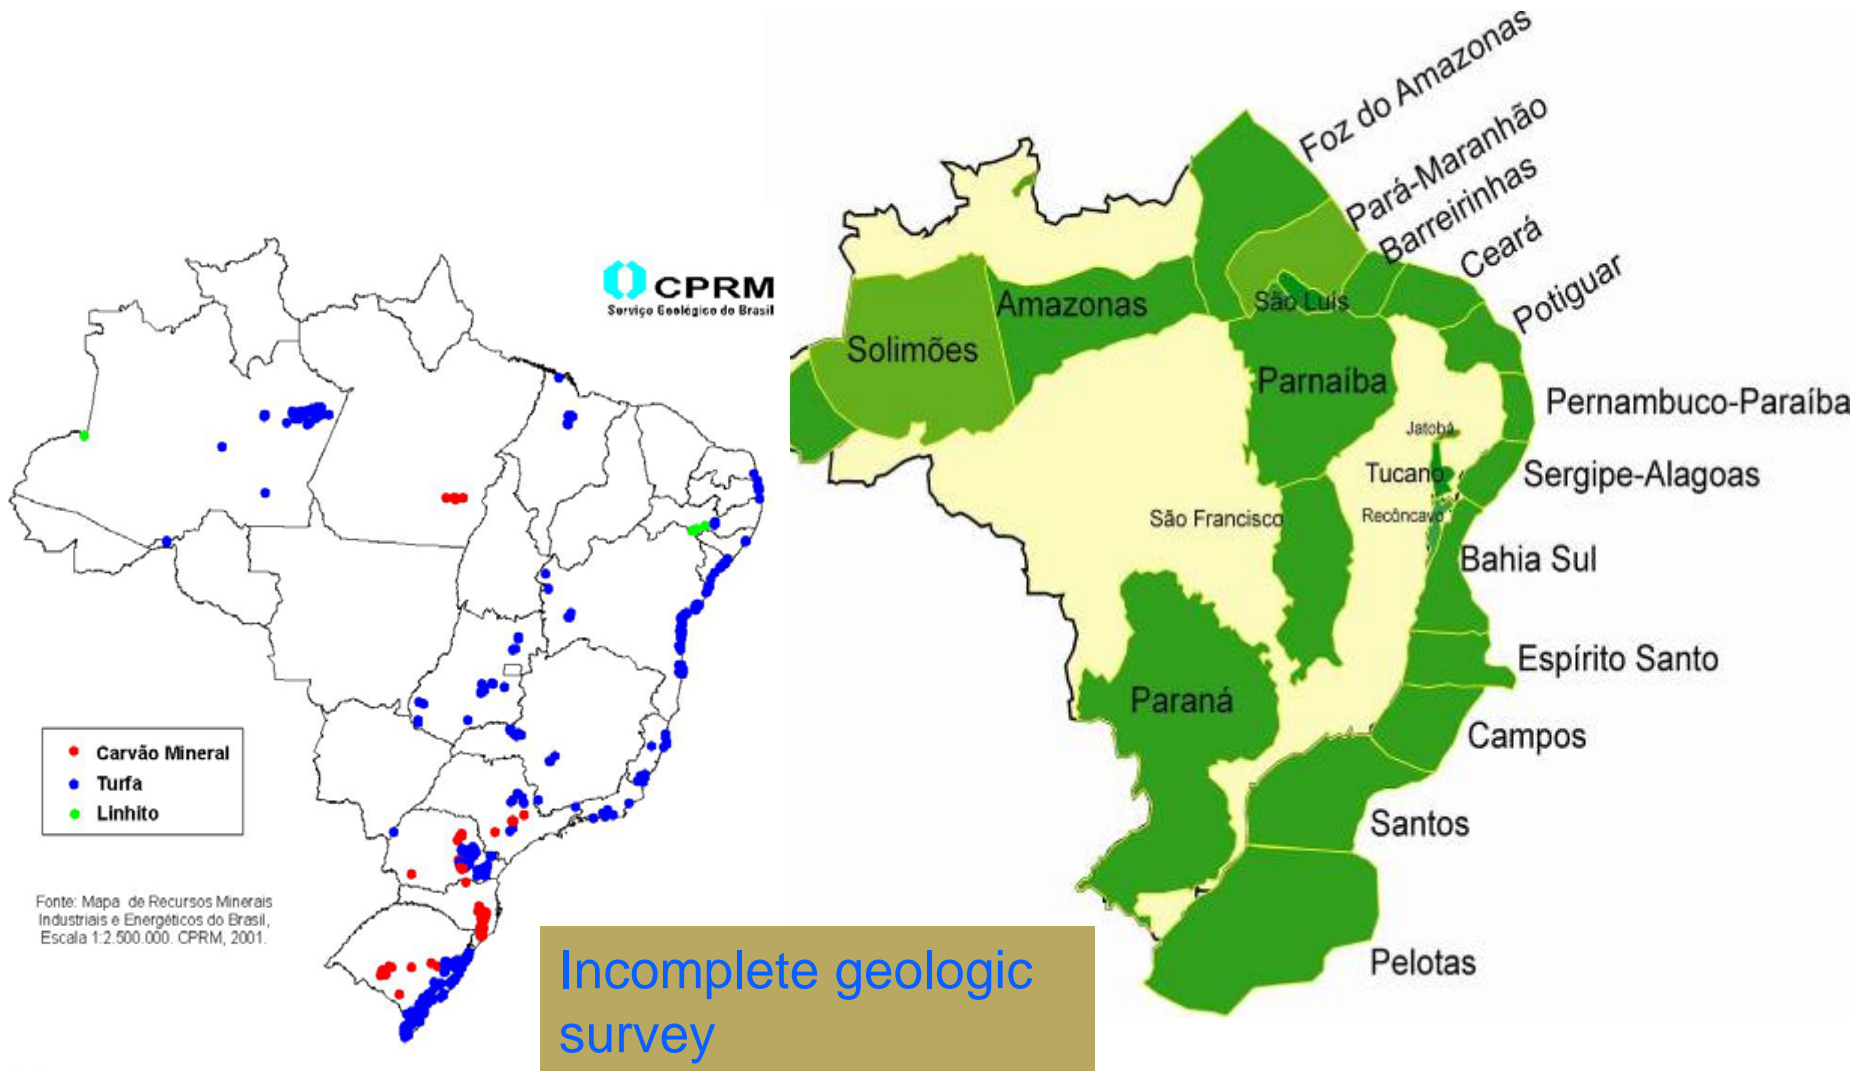 CPRM
Serviço Geológico do Brasil
Carvão Mineral
Turfa
Linhito
Fonte: Mapa de Recursos Minerais
Industriais e Energéticos do Brasil,
Escala 1:2.500.000. CPRM, 2001.
Foz do Amazonas
Pará-Maranhão
Barreirinhas
Ceará
Potiguar
São Luís
Amazonas
Solimões
Parnaíba
Pernambuco-Paraíba
Jatobá
Tucano
Sergipe-Alagoas
São Francisco
Recôncavo
Bahia Sul
Espírito Santo
Paraná
Campos
Santos
Pelotas
Incomplete geologic
survey